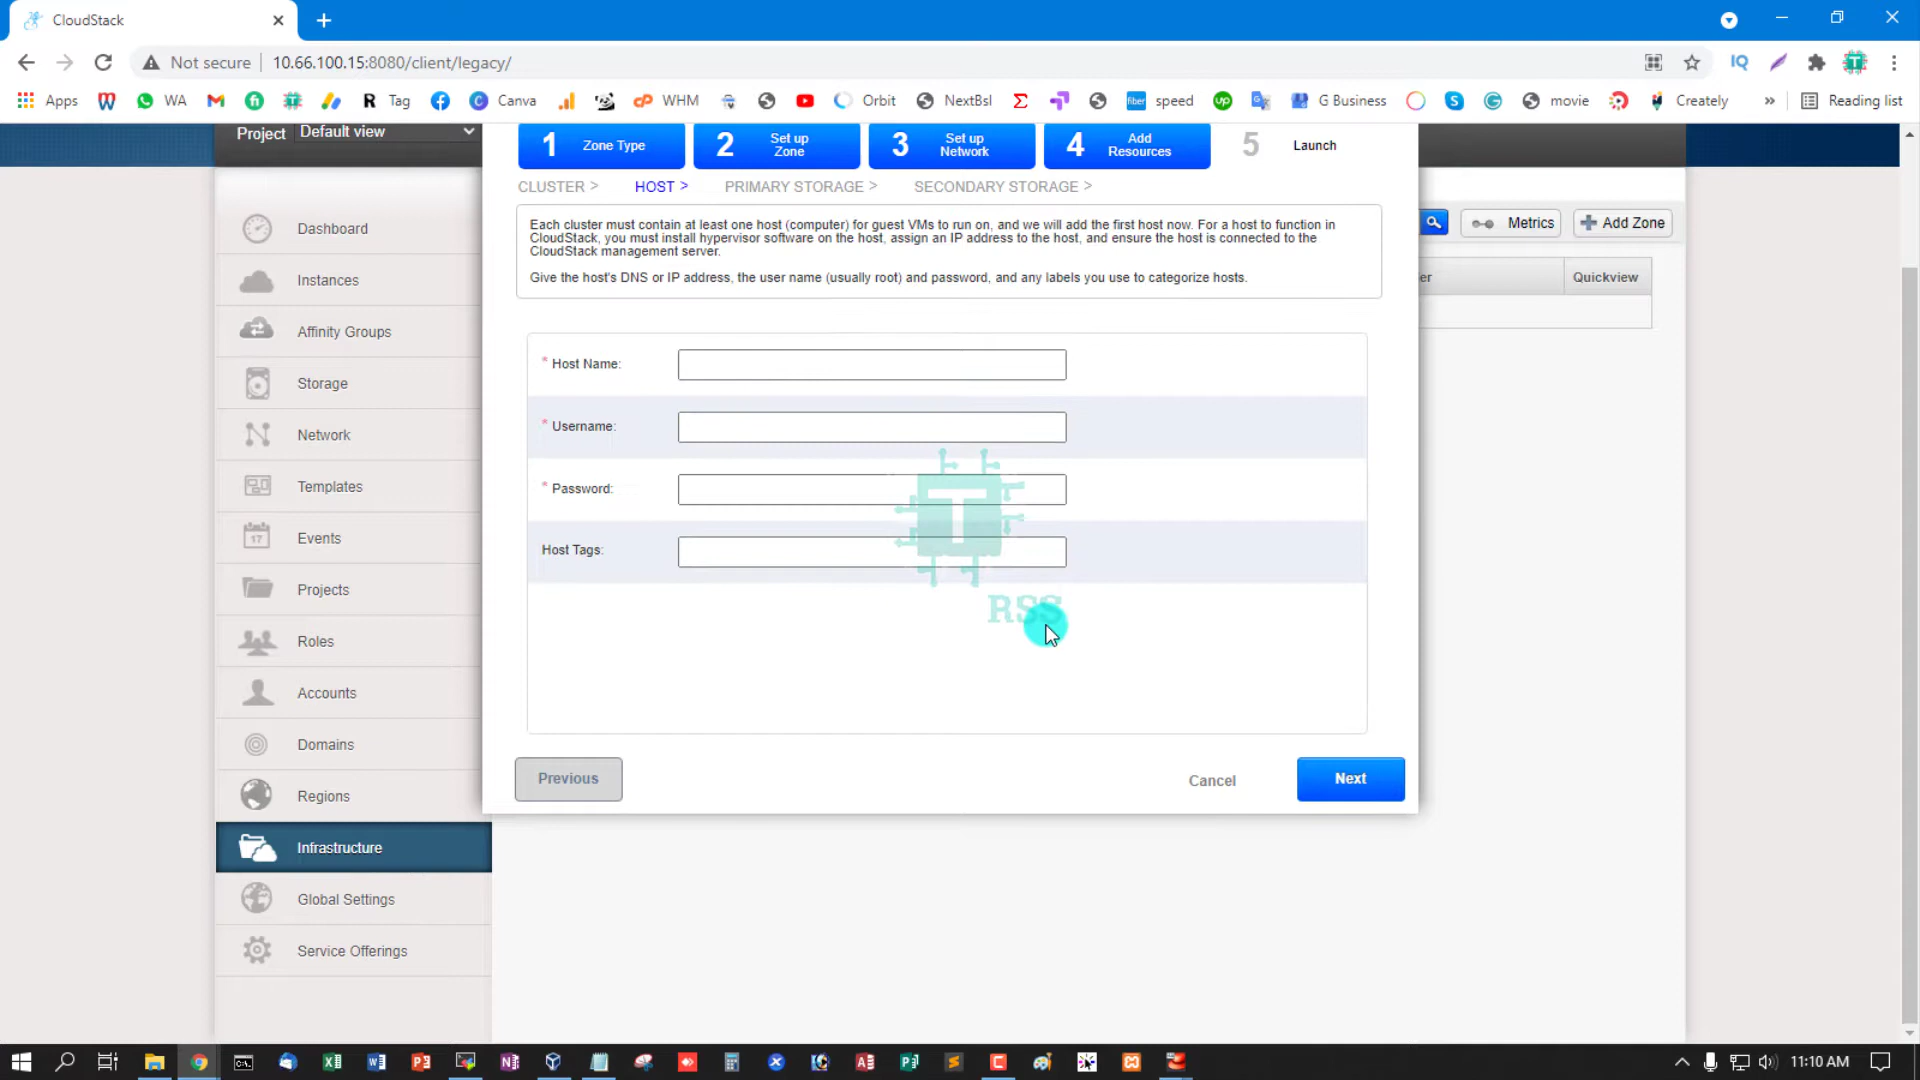 CloudStack
Not secure
10.66.100.15:8080/client/legacy/
IQ
Apps
WA
Tag
Canva
WHM
Orbit
NextBsl
fiber
speed
up
G Business
movie
Creately
»
Reading list
Project
Default view
1
Zone Type
2
Set up
Zone
3
Set up
Network
4
Add
Resources
5
Launch
CLUSTER >
HOST >
PRIMARY STORAGE >
SECONDARY STORAGE >
Each cluster must contain at least one host (computer) for guest VMs to run on, and we will add the first host now. For a host to function in
CloudStack, you must install hypervisor software on the host, assign an IP address to the host, and ensure the host is connected to the
CloudStack management server.
Give the host's DNS or IP address, the user name (usually root) and password, and any labels you use to categorize hosts.
Metrics
Add Zone
er
Quickview
Dashboard
Instances
Affinity Groups
Storage
Network
Templates
17
Events
Projects
Roles
Accounts
Domains
Regions
Infrastructure
Global Settings
Service Offerings
* Host Name:
* Username:
* Password:
Host Tags:
T
RSS
Previous
Cancel
Next
11:10 AM